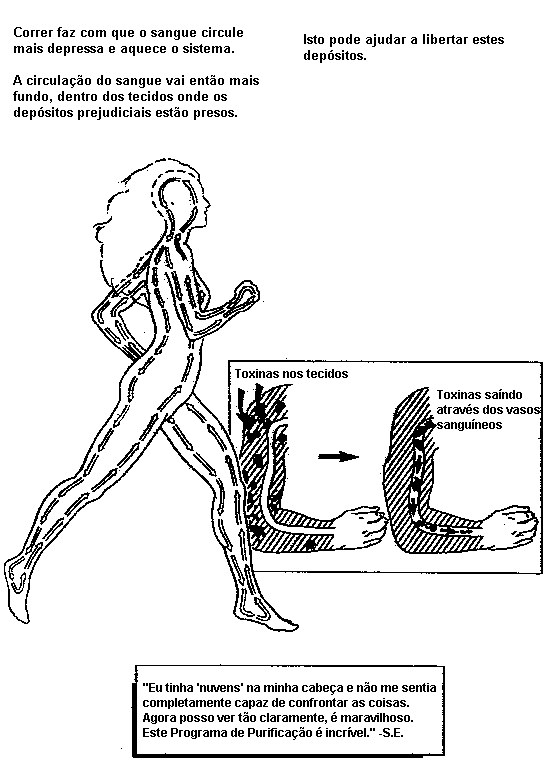 Correr faz com que o sangue circule
mais depressa e aquece o sistema.
A circulação do sangue vai então mais
fundo, dentro dos tecidos onde os
depósitos prejudiciais estão presos.
Isto pode ajudar a libertar estes
depósitos.
Toxinas nos tecidos
Toxinas saíndo
através dos vasos
sanguíneos
"Eu tinha 'nuvens' na minha cabeça e não me sentia
completamente capaz de confrontar as coisas.
Agora posso ver tão claramente, é maravilhoso.
Este Programa de Purificação é incrível." -S.E.